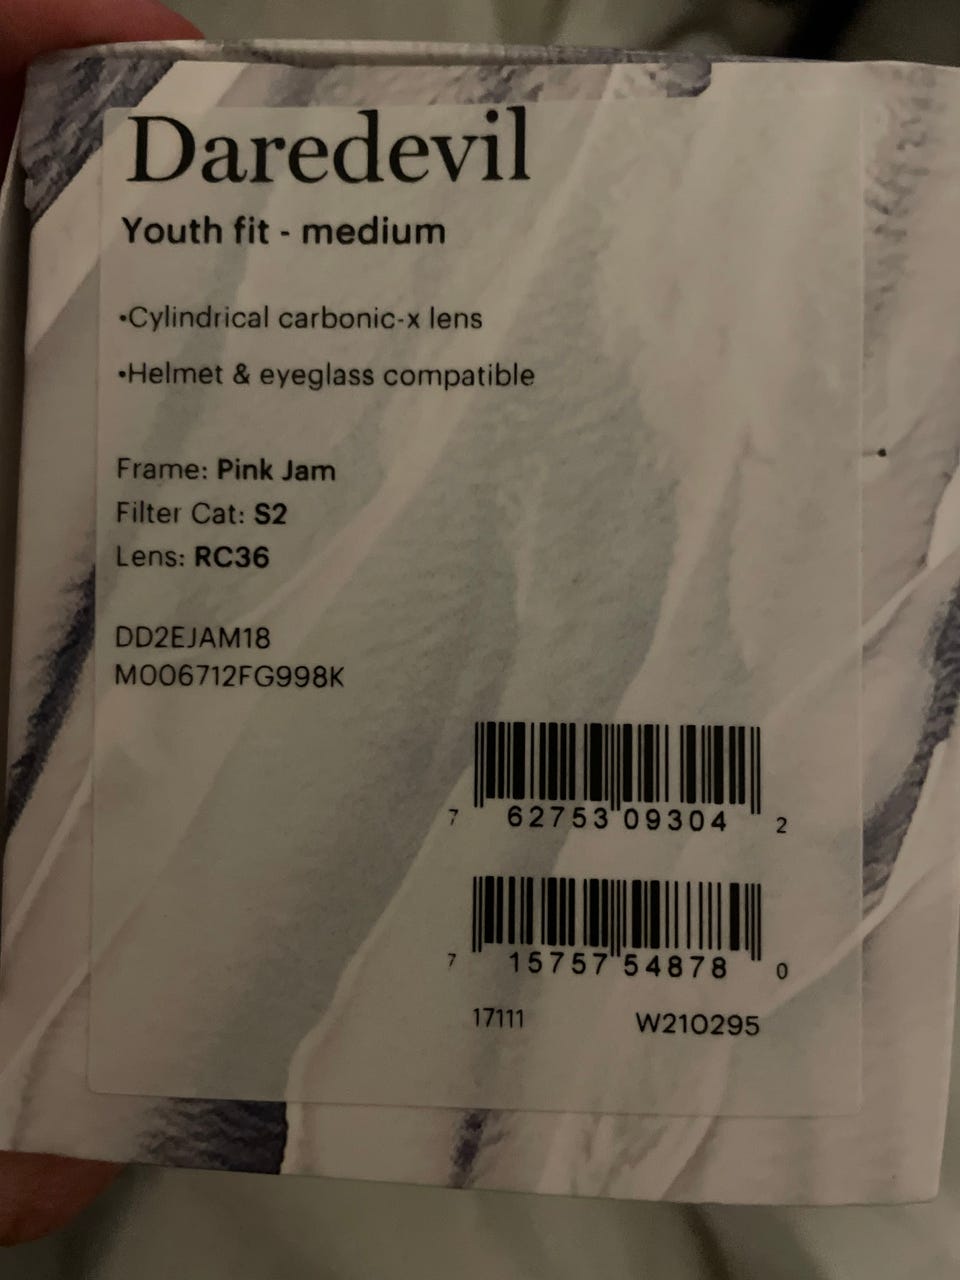 Daredevil
Youth fit - medium
•Cylindrical carbonic-x lens
•Helmet & eyeglass compatible
Frame: Pink Jam
Filter Cat: S2
Lens: RC36
DD2EJAM18
M006712FG998K
7 62753 09304 2
7 15757 54878 0
17111 W210295